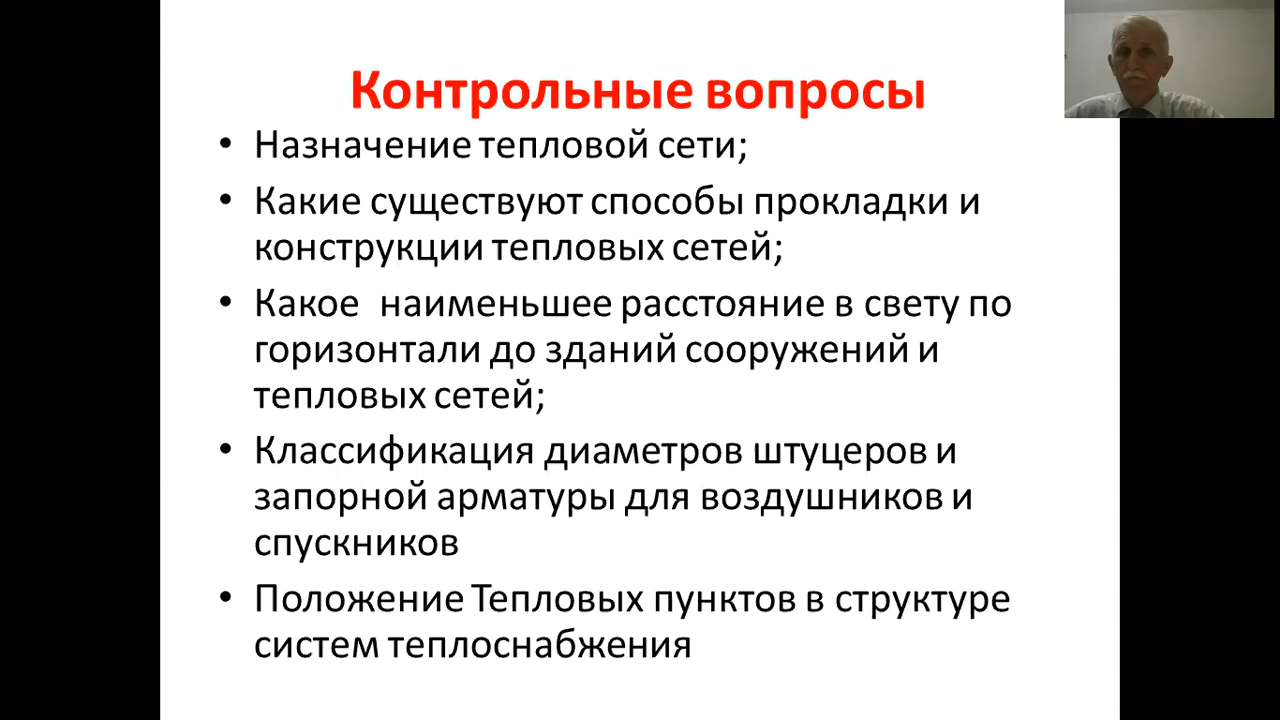 Контрольные вопросы
• Назначение тепловой сети;
• Какие существуют способы прокладки и
конструкции тепловых сетей;
• Какое наименьшее расстояние в свету по
горизонтали до зданий сооружений и
тепловых сетей;
• Классификация диаметров штуцеров и
запорной арматуры для воздушников и
спускников
• Положение Тепловых пунктов в структуре
систем теплоснабжения